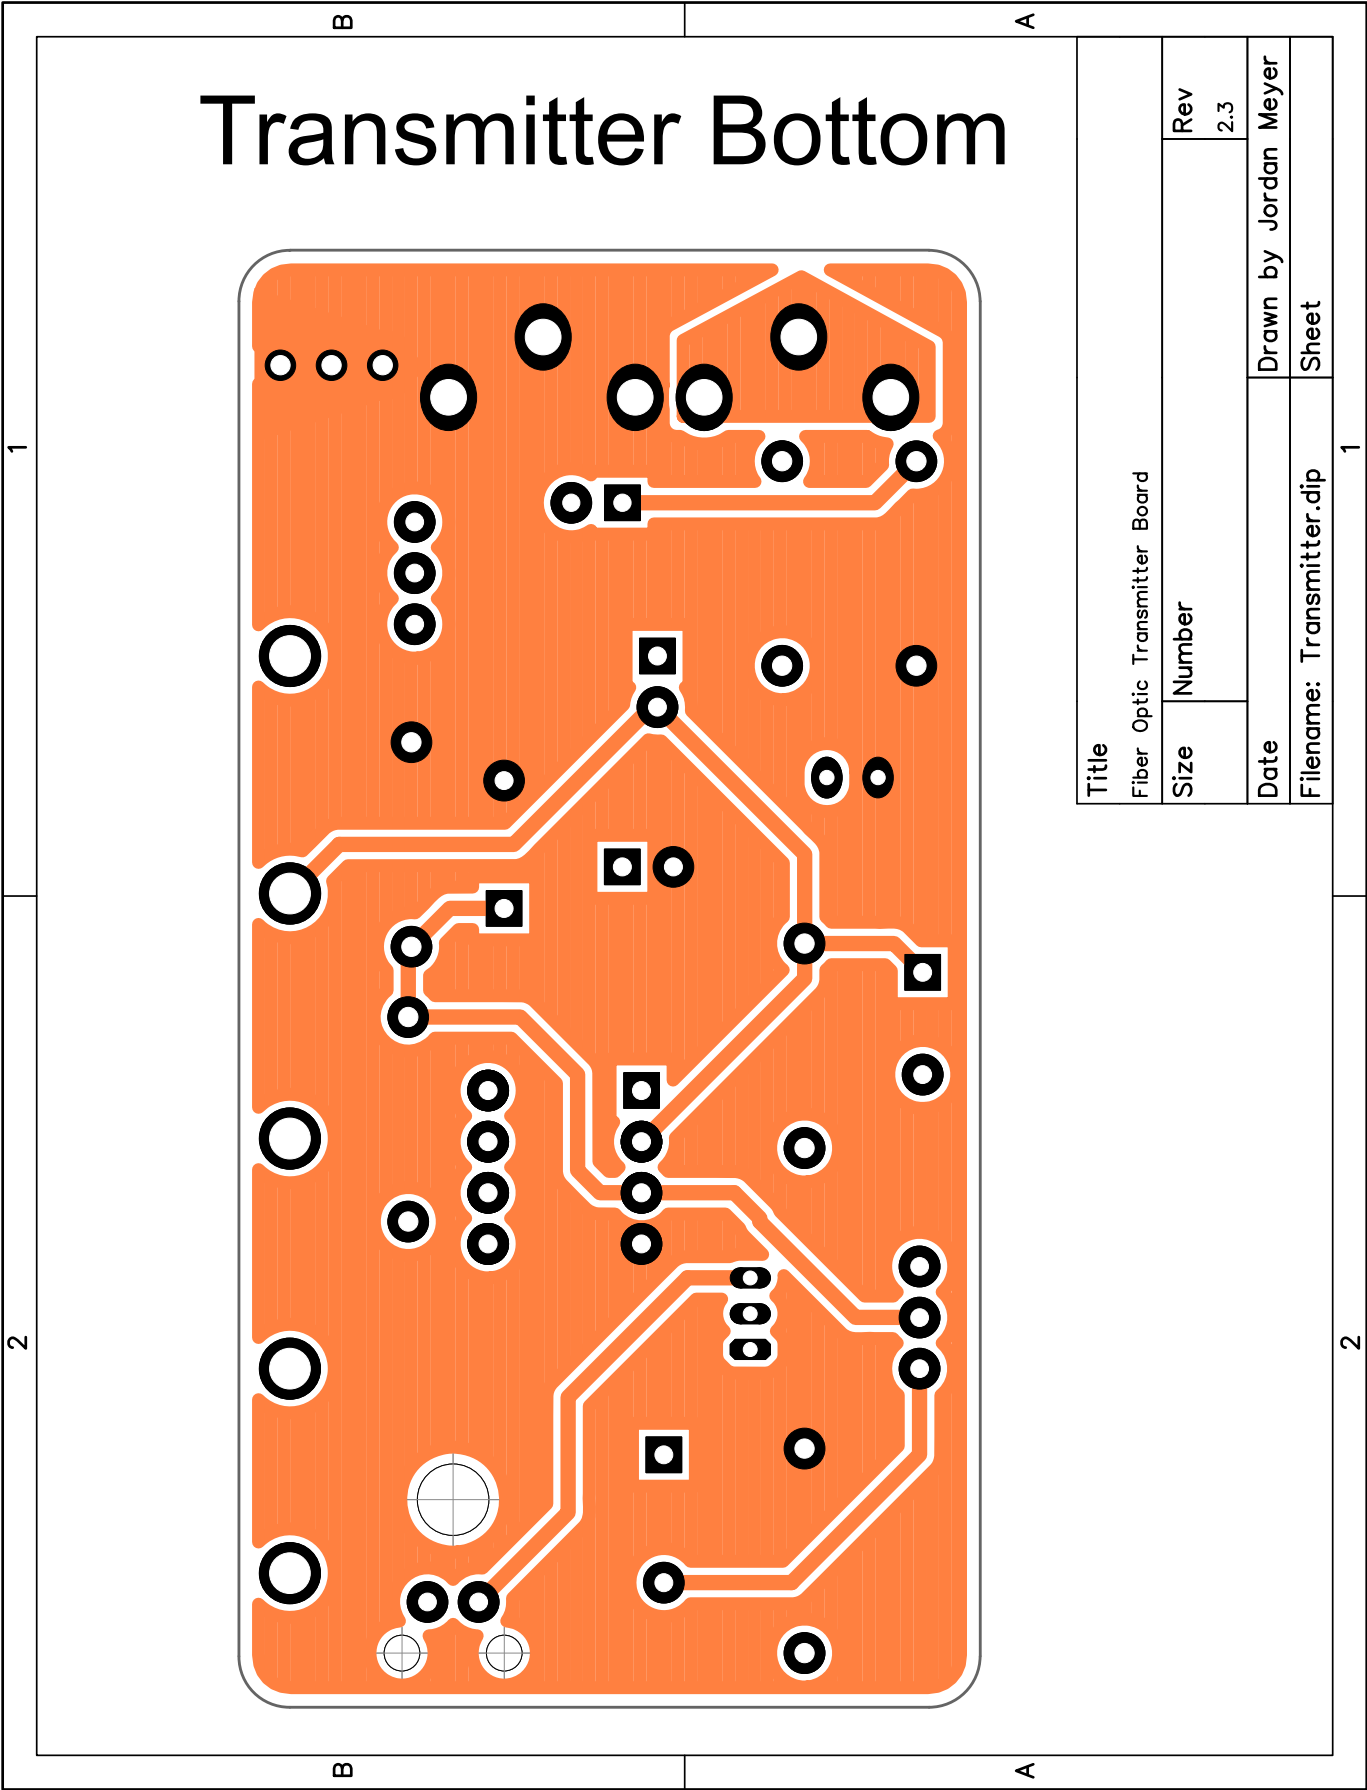 B
A
Transmitter Bottom
1
1
2
2
B
A
Title
Fiber Optic Transmitter Board
Size
Number
Rev
2.3
Date
Drawn by Jordan Meyer
Filename: Transmitter.dip
Sheet